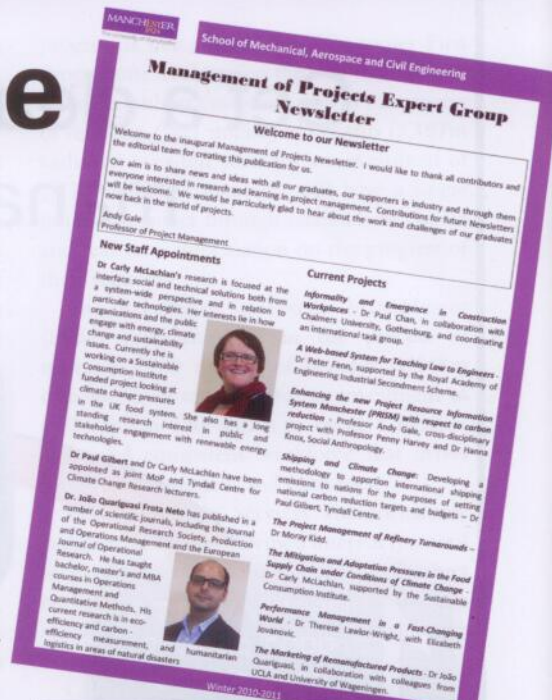 e
MANCHESTER
1824
The University of Manchester
School of Mechanical, Aerospace and Civil Engineering
Management of Projects Expert Group
Newsletter
Welcome to our Newsletter
Welcome to the inaugural Management of Projects Newsletter. I would like to thank all contributors and
the editorial team for creating this publication for us.
Our aim is to share news and ideas with all our graduates, our supporters in industry and through them
everyone interested in research and learning in project management. Contributions for future Newsletters
will be welcome. We would be particularly glad to hear about the work and challenges of our graduates
now back in the world of projects.
Andy Gale
Professor of Project Management
New Staff Appointments
Dr Carly McLachlan's research is focused at the
interface social and technical solutions both from
a system-wide perspective and in relation to
particular technologies. Her interests lie in how
organizations and the public
engage with energy, climate
change and sustainability
issues. Currently she is
working on a Sustainable
Consumption Institute
funded project looking at
climate change pressures
in the UK food system. She also has a long
standing research interest in public and
stakeholder engagement with renewable energy
technologies.
Dr Paul Gilbert and Dr Carly McLachlan have been
appointed as joint MoP and Tyndall Centre for
Climate Change Research lecturers.
Dr. João Quariguasi Frota Neto has published in a
number of scientific journals, including the Journal
of the Operational Research Society, Production
and Operations Management and the European
Journal of Operational
Research. He has taught
bachelor, master's and MBA
courses in Operations
Management and
Quantitative Methods. His
current research is in eco-
efficiency and carbon -
efficiency measurement, and humanitarian
logistics in areas of natural disasters
Current Projects
Informality and Emergence in Construction
Workplaces - Dr Paul Chan, in collaboration with
Chalmers University, Gothenburg, and coordinating
an international task group.
A Web-based System for Teaching Law to Engineers -
Dr Peter Fenn, supported by the Royal Academy of
Engineering Industrial Secondment Scheme.
Enhancing the new Project Resource Information
System Manchester (PRISM) with respect to carbon
reduction - Professor Andy Gale, cross-disciplinary
project with Professor Penny Harvey and Dr Hanna
Knox, Social Anthropology.
Shipping and Climate Change: Developing a
methodology to apportion international shipping
emissions to nations for the purposes of setting
national carbon reduction targets and budgets – Dr
Paul Gilbert, Tyndall Centre.
The Project Management of Refinery Turnarounds –
Dr Moray Kidd.
The Mitigation and Adaptation Pressures in the Food
Supply Chain under Conditions of Climate Change -
Dr Carly McLachlan, supported by the Sustainable
Consumption Institute.
Performance Management in a Fast-Changing
World - Dr Therese Lawlor-Wright, with Elizabeth
Jovanovic.
The Marketing of Remanufactured Products - Dr João
Quariguasi, in collaboration with colleagues from
UCLA and University of Wageningen.
Winter 2010-2011